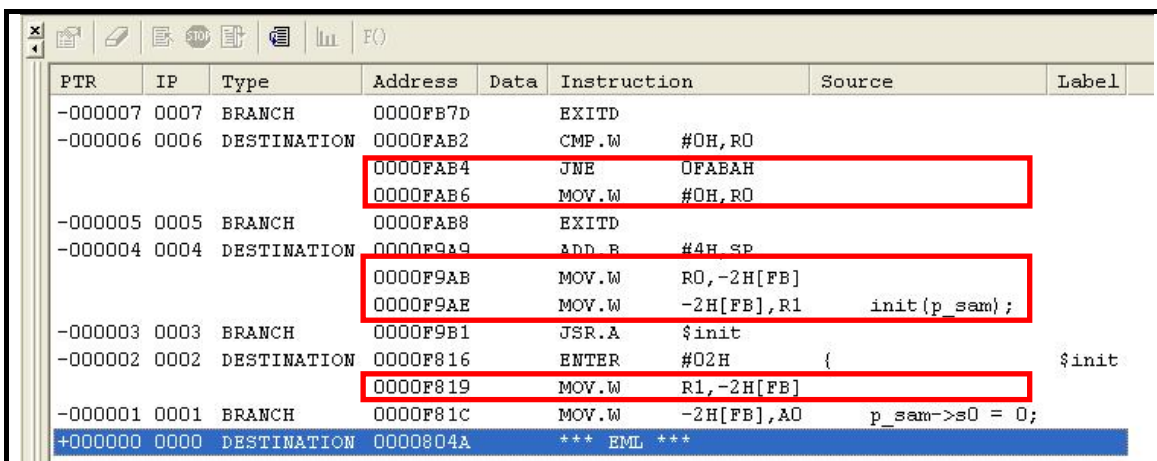 STOP F()
PTR IP Type Address Data Instruction Source Label
-000007 0007 BRANCH 0000FB7D EXITD
-000006 0006 DESTINATION 0000FAB2 CMP.W #0H,R0
0000FAB4 JNE 0FABAH
0000FAB6 MOV.W #0H,R0
-000005 0005 BRANCH 0000FAB8 EXITD
-000004 0004 DESTINATION 0000F9A9 ADD.B #4H,SP
0000F9AB MOV.W R0,-2H[FB]
0000F9AE MOV.W -2H[FB],R1 init(p_sam);
-000003 0003 BRANCH 0000F9B1 JSR.A $init
-000002 0002 DESTINATION 0000F816 ENTER #02H { $init
0000F819 MOV.W R1,-2H[FB]
-000001 0001 BRANCH 0000F81C MOV.W -2H[FB],A0 p_sam->s0 = 0;
+000000 0000 DESTINATION 0000804A *** EML ***